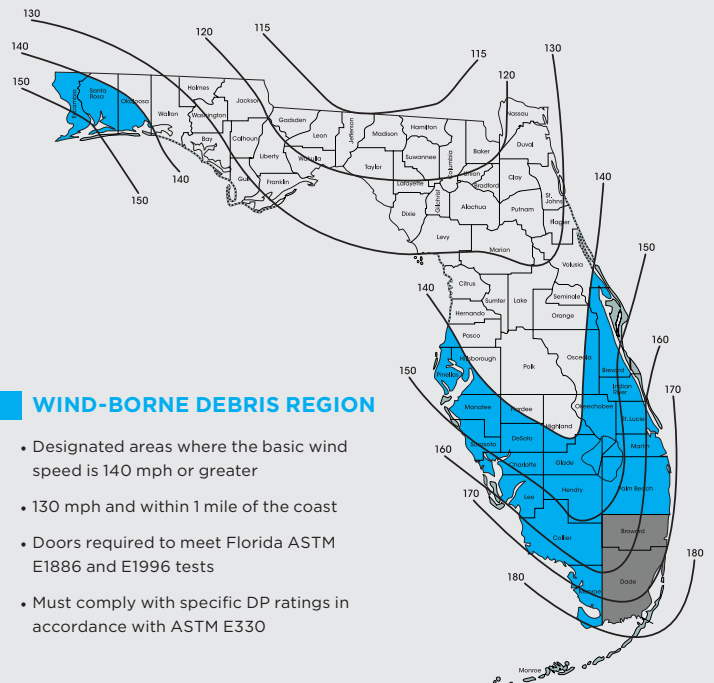 130
115
120
140
115
130
120
150
Holmes
Santa
Rosa
Escambia
Okaloosa
Jackson
Nassau
Walton
Washington
Gadsden
Jefferson
Hamilton
Leon
Madison
Duval
Bay
Calhoun
Columbia
Baker
Liberty
Wakulla
Suwannee
Taylor
Union
Clay
140
Gulf
Franklin
Lafayette
Bradford
St.
Johns
140
150
Gilchrist
Alachua
Putnam
Dixie
Flagler
Levy
Marion
150
Volusia
Citrus
Sumter
Lake
Seminole
140
Hernando
Orange
Pasco
160
Hillsborough
Osceola
150
Polk
Brevard
Pinellas
Indian
River
170
WIND-BORNE DEBRIS REGION
Manatee
Hardee
Okeechobee
St. Lucie
Highland
• Designated areas where the basic wind
speed is 140 mph or greater
Sarasota
DeSoto
Martin
160
Charlotte
Glade
• 130 mph and within 1 mile of the coast
170
Lee
Hendry
Palm Beach
• Doors required to meet Florida ASTM
E1886 and E1996 tests
Collier
Broward
180
180
Dade
• Must comply with specific DP ratings in
accordance with ASTM E330
Monroe
Monroe